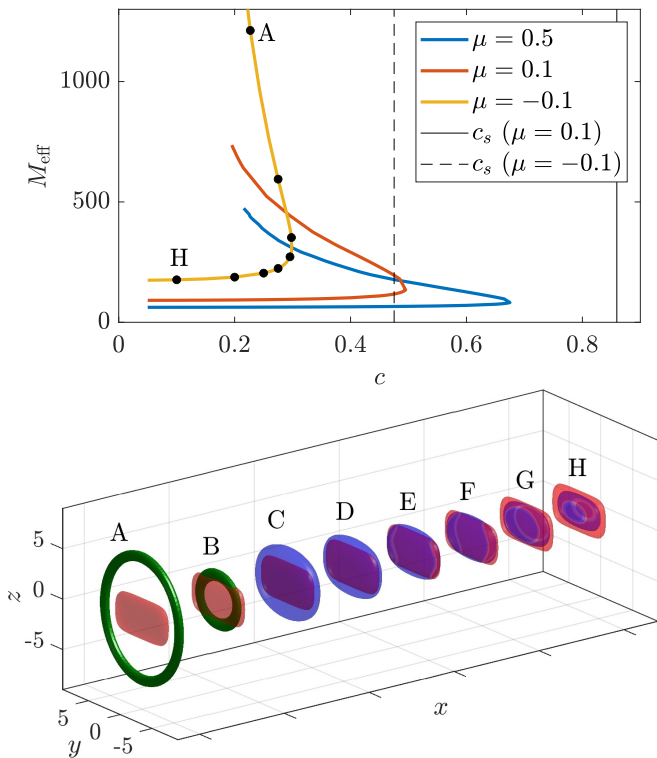 1000
500
0
M_eff
A
H
μ = 0.5
μ = 0.1
μ = −0.1
c_s (μ = 0.1)
c_s (μ = −0.1)
0 0.2 0.4 0.6 0.8
c
A B C D E F G H
5
0
-5
z
5
0
-5
y
x